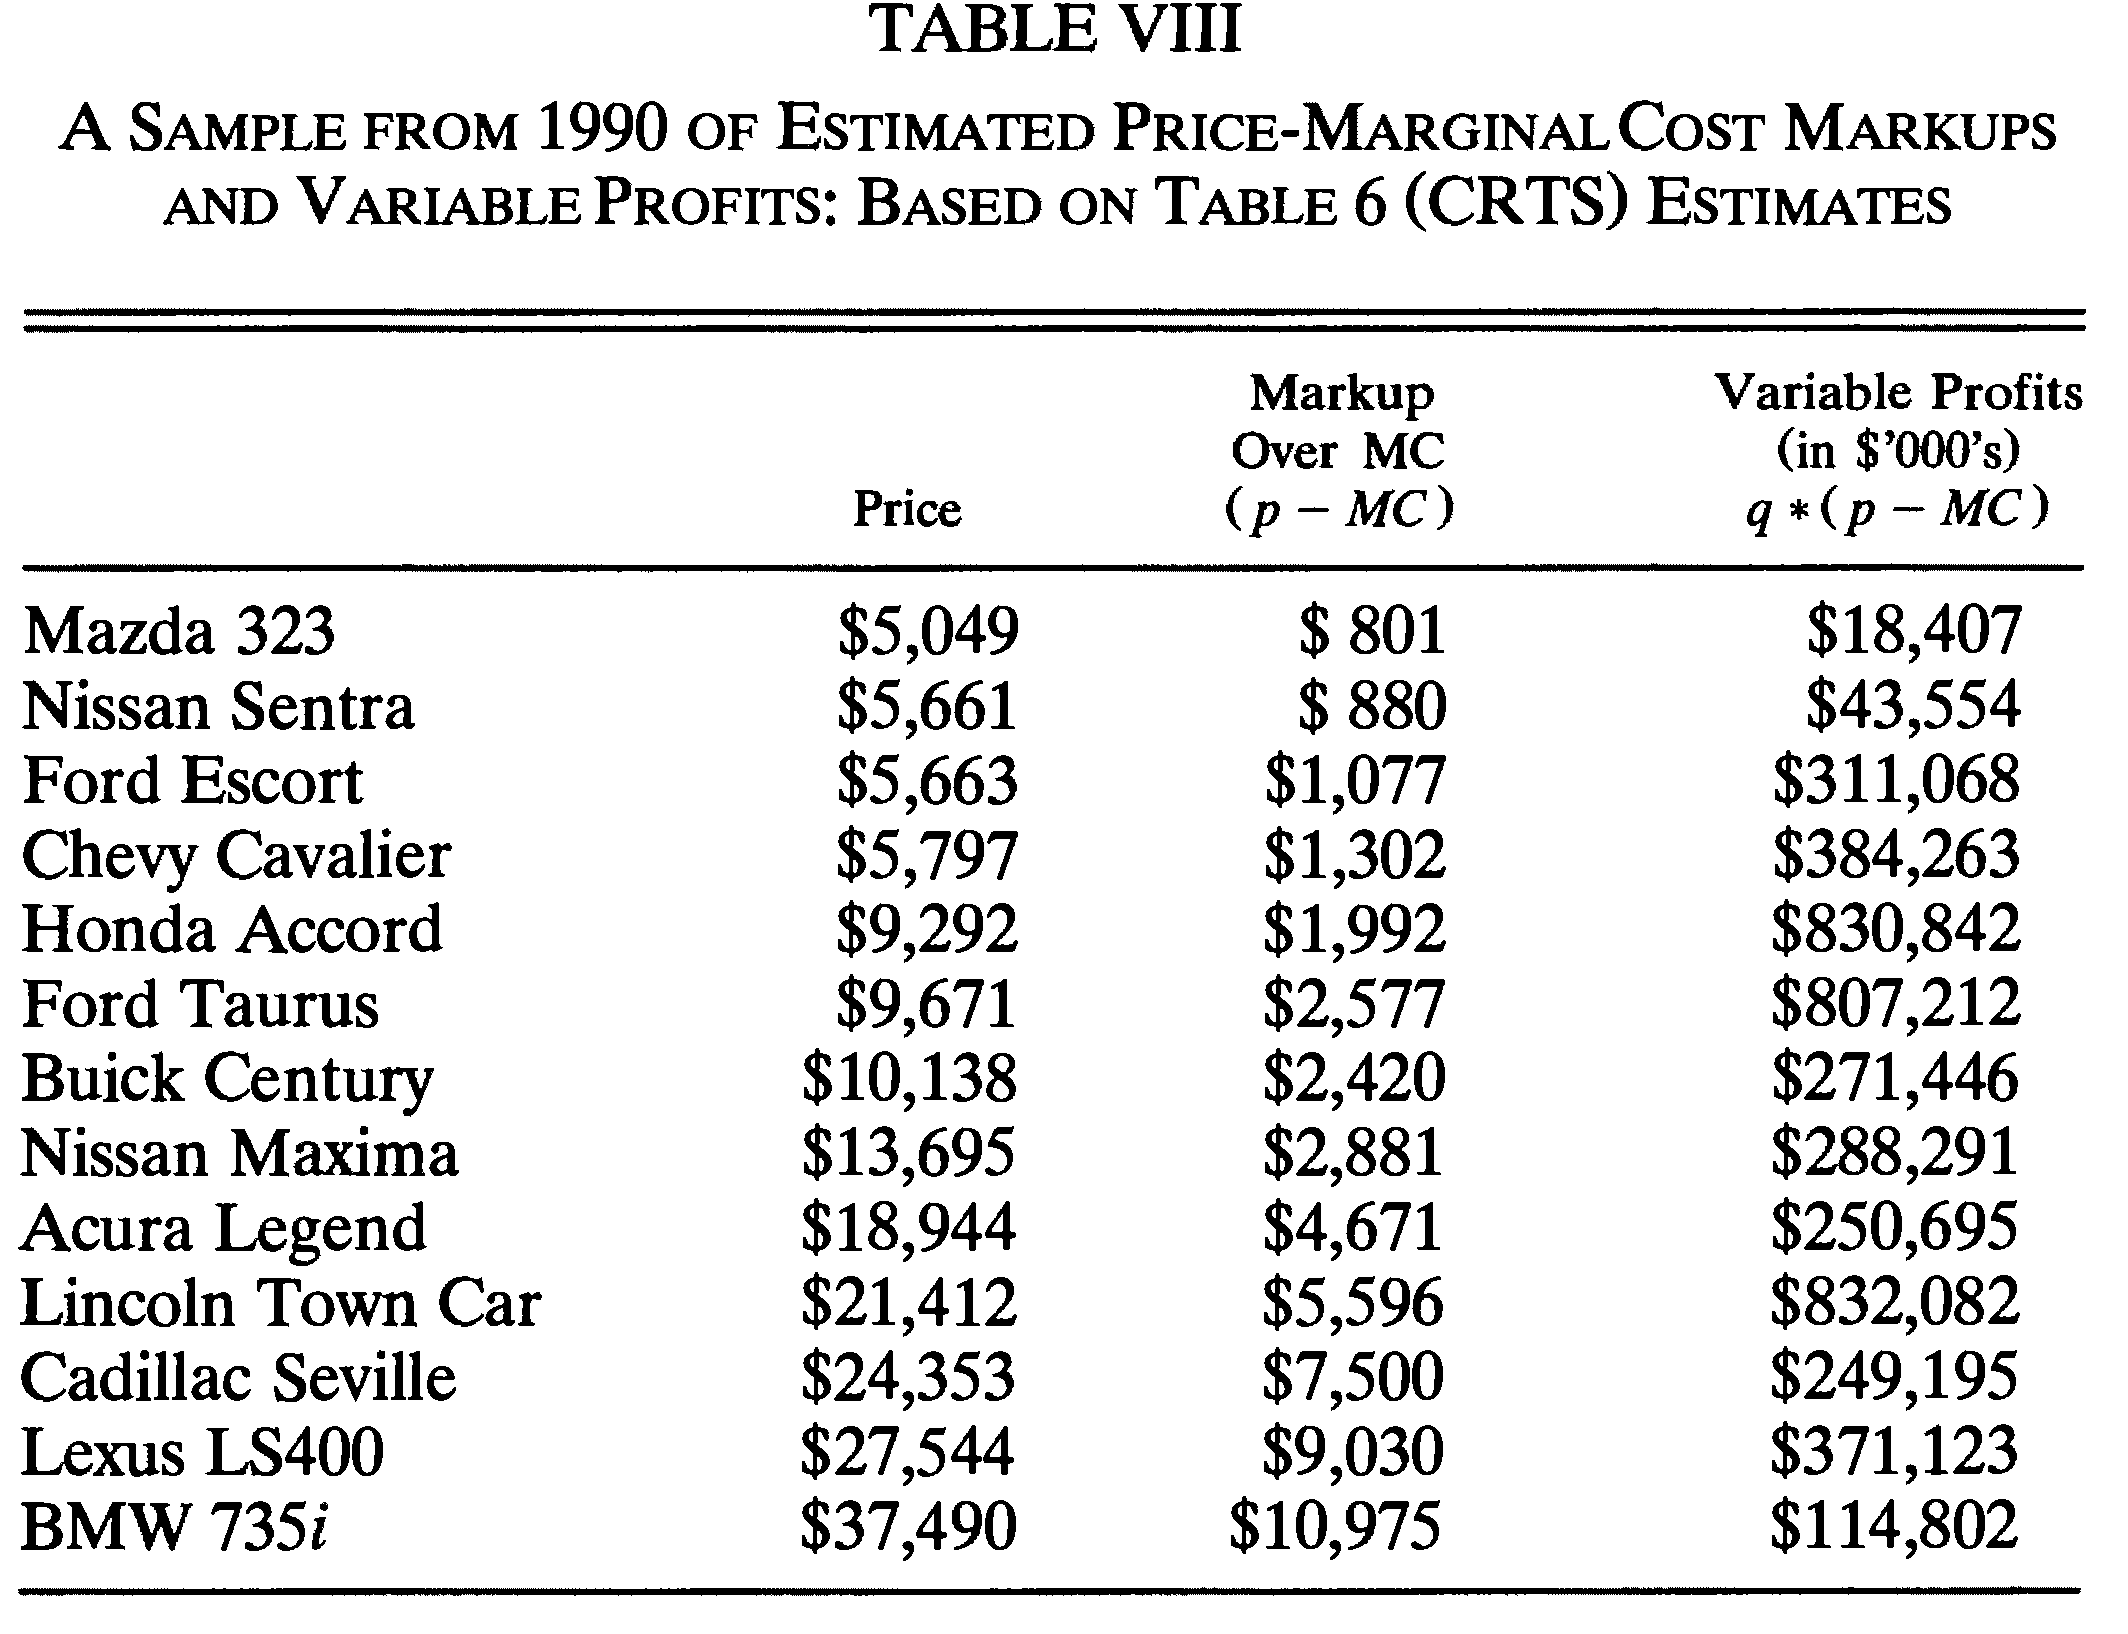 TABLE VIII
A SAMPLE FROM 1990 OF ESTIMATED PRICE-MARGINAL COST MARKUPS
AND VARIABLE PROFITS: BASED ON TABLE 6 (CRTS) ESTIMATES
Markup Variable Profits
Over MC (in $'000's)
Price (p − MC) q *(p − MC)
Mazda 323 $5,049 $ 801 $18,407
Nissan Sentra $5,661 $ 880 $43,554
Ford Escort $5,663 $1,077 $311,068
Chevy Cavalier $5,797 $1,302 $384,263
Honda Accord $9,292 $1,992 $830,842
Ford Taurus $9,671 $2,577 $807,212
Buick Century $10,138 $2,420 $271,446
Nissan Maxima $13,695 $2,881 $288,291
Acura Legend $18,944 $4,671 $250,695
Lincoln Town Car $21,412 $5,596 $832,082
Cadillac Seville $24,353 $7,500 $249,195
Lexus LS400 $27,544 $9,030 $371,123
BMW 735i $37,490 $10,975 $114,802